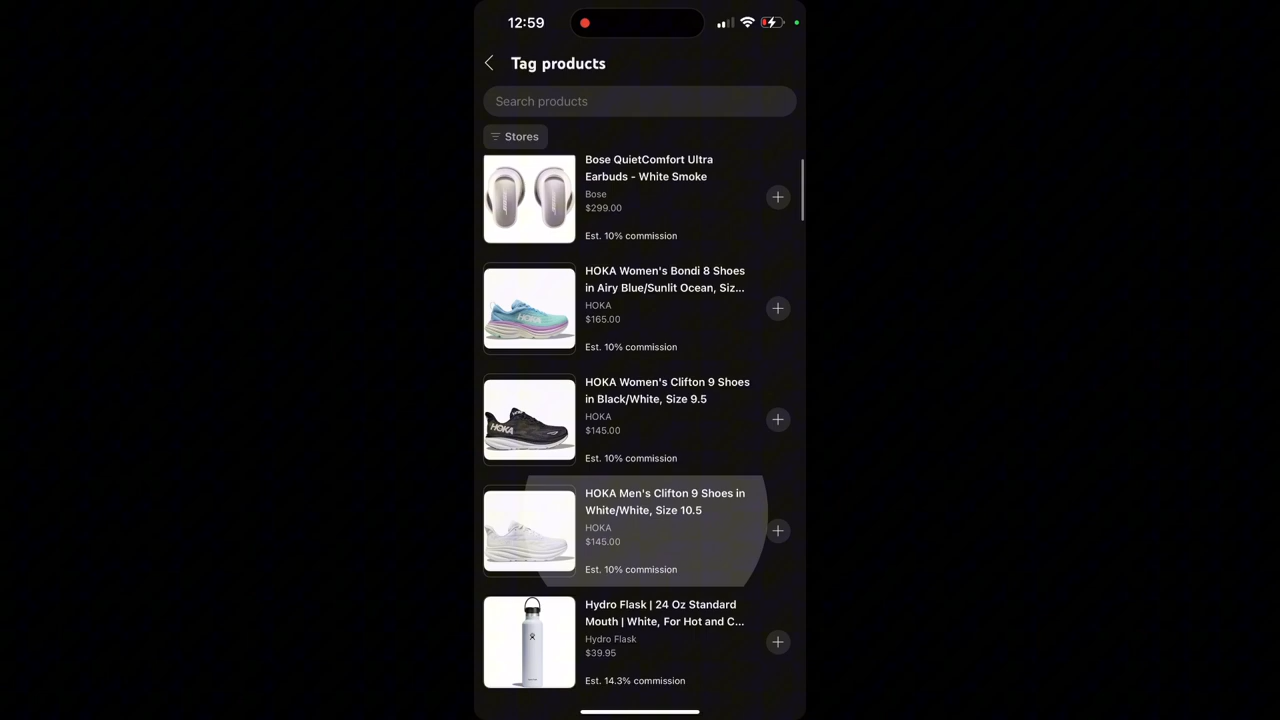 12:59
Tag products
Search products
Stores
Bose QuietComfort Ultra
Earbuds - White Smoke
Bose
$299.00
Est. 10% commission
HOKA Women's Bondi 8 Shoes
in Airy Blue/Sunlit Ocean, Siz...
HOKA
$165.00
Est. 10% commission
HOKA
HOKA Women's Clifton 9 Shoes
in Black/White, Size 9.5
HOKA
$145.00
Est. 10% commission
HOKA
HOKA Men's Clifton 9 Shoes in
White/White, Size 10.5
HOKA
$145.00
Est. 10% commission
Hydro Flask | 24 Oz Standard
Mouth | White, For Hot and C...
Hydro Flask
$39.95
Est. 14.3% commission